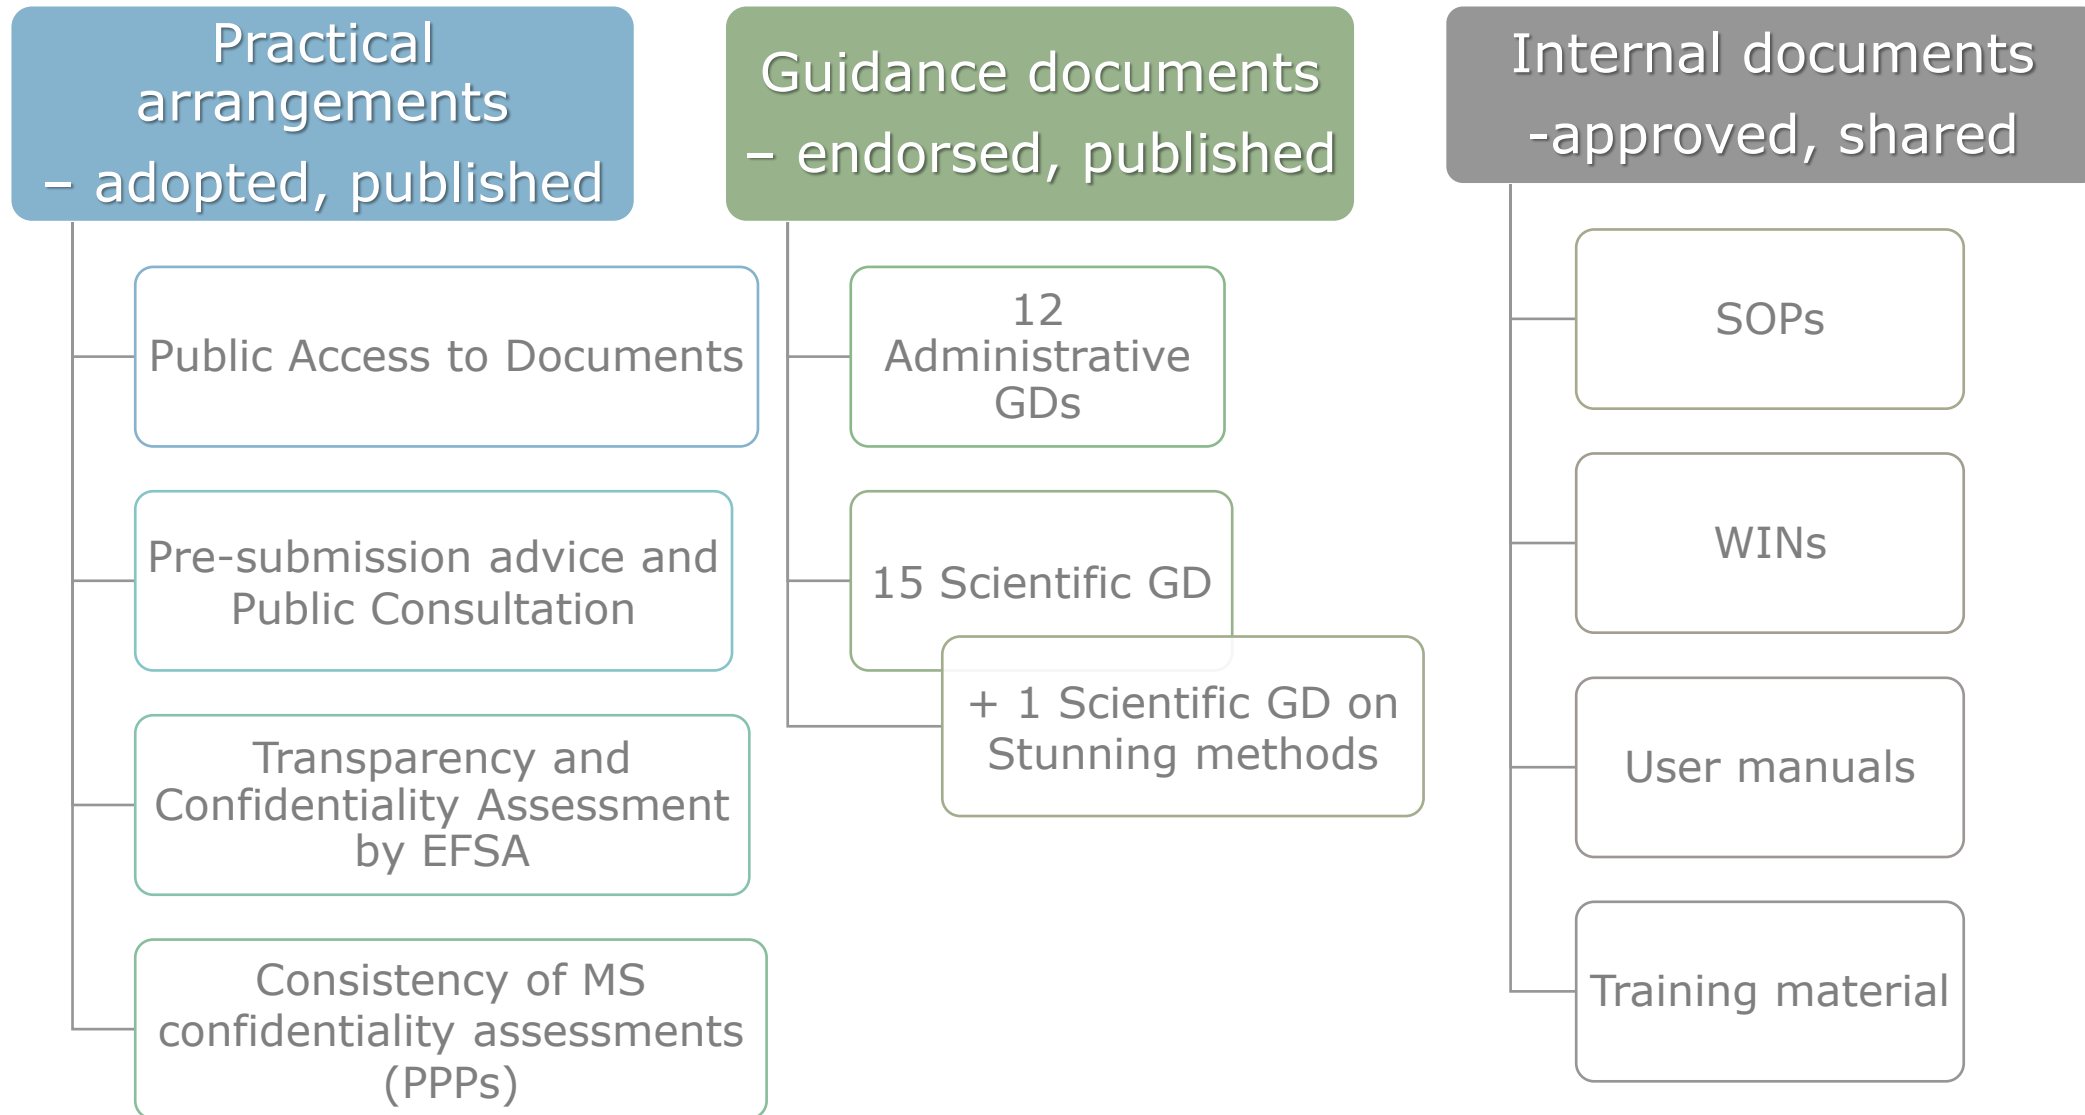 Practical
arrangements
– adopted, published
Public Access to Documents
Pre-submission advice and
Public Consultation
Transparency and
Confidentiality Assessment
by EFSA
Consistency of MS
confidentiality assessments
(PPPs)
Guidance documents
– endorsed, published
12
Administrative
GDs
15 Scientific GD
+ 1 Scientific GD on
Stunning methods
Internal documents
-approved, shared
SOPs
WINs
User manuals
Training material